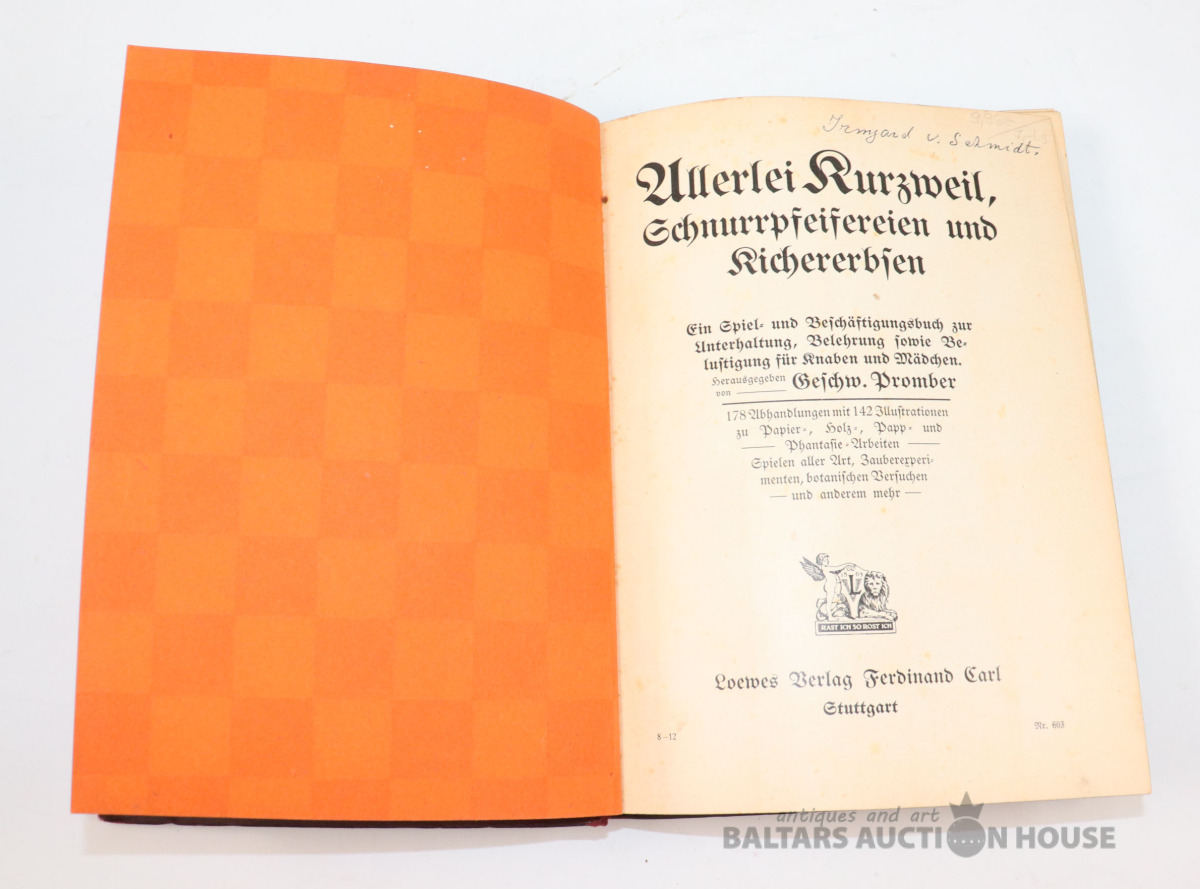 Irmgard v. Schmidt.
Allerlei Kurzweil,
Schnurrpfeifereien und
Kichererbsen
Ein Spiel- und Beschäftigungsbuch zur
Unterhaltung, Belehrung sowie Be-
lustigung für Knaben und Mädchen.
Herausgegeben von Geschw. Promber
178 Abhandlungen mit 142 Illustrationen
zu Papier-, Holz-, Papp- und
Phantasie-Arbeiten
Spielen aller Art, Zauberexperi-
menten, botanischen Versuchen
und anderem mehr
L
RAST ICH SO ROST ICH
Loewes Verlag Ferdinand Carl
Stuttgart
8–12
Nr. 603
antiques and art
BALTARS AUCTION HOUSE